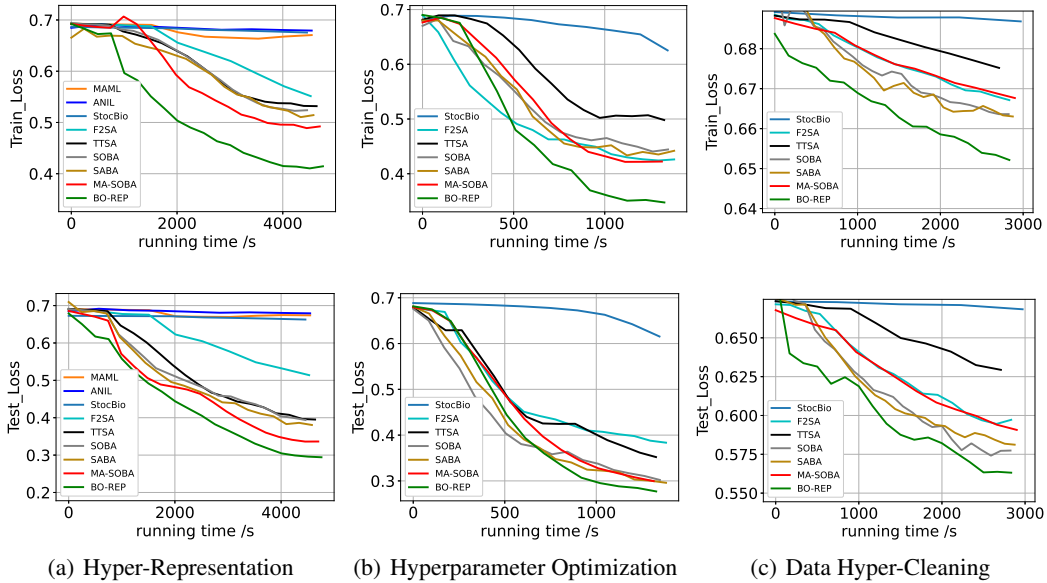 Train_Loss
0.7
0.6
0.5
0.4
MAML
ANIL
StocBio
F2SA
TTSA
SOBA
SABA
MA-SOBA
BO-REP
0 2000 4000
running time /s
Train_Loss
0.7
0.6
0.5
0.4
StocBio
F2SA
TTSA
SOBA
SABA
MA-SOBA
BO-REP
0 500 1000
running time /s
Train_Loss
0.68
0.66
0.64
StocBio
F2SA
TTSA
SOBA
SABA
MA-SOBA
BO-REP
0 1000 2000 3000
running time /s
Test_Loss
0.7
0.6
0.5
0.4
0.3
0.2
MAML
ANIL
StocBio
F2SA
TTSA
SOBA
SABA
MA-SOBA
BO-REP
0 2000 4000
running time /s
Test_Loss
0.7
0.6
0.5
0.4
0.3
StocBio
F2SA
TTSA
SOBA
SABA
MA-SOBA
BO-REP
0 500 1000
running time /s
Test_Loss
0.650
0.625
0.600
0.575
0.550
StocBio
F2SA
TTSA
SOBA
SABA
MA-SOBA
BO-REP
0 1000 2000 3000
running time /s
(a) Hyper-Representation
(b) Hyperparameter Optimization
(c) Data Hyper-Cleaning